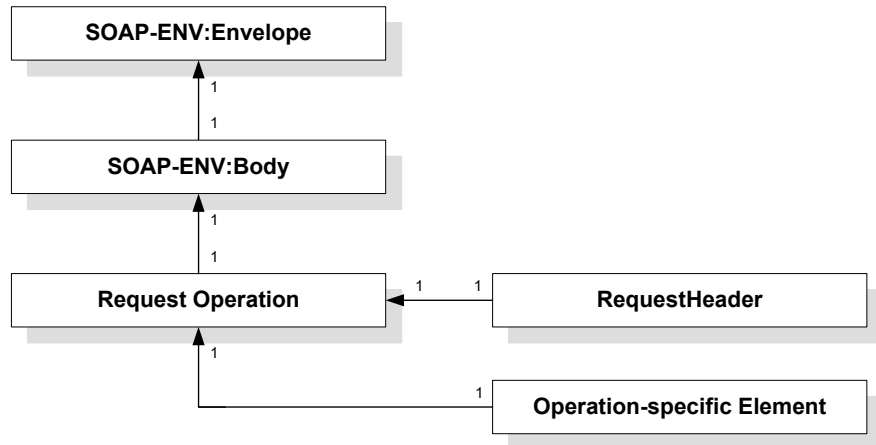 SOAP-ENV:Envelope
1
1
SOAP-ENV:Body
1
1
Request Operation
1
1
RequestHeader
1
1
Operation-specific Element